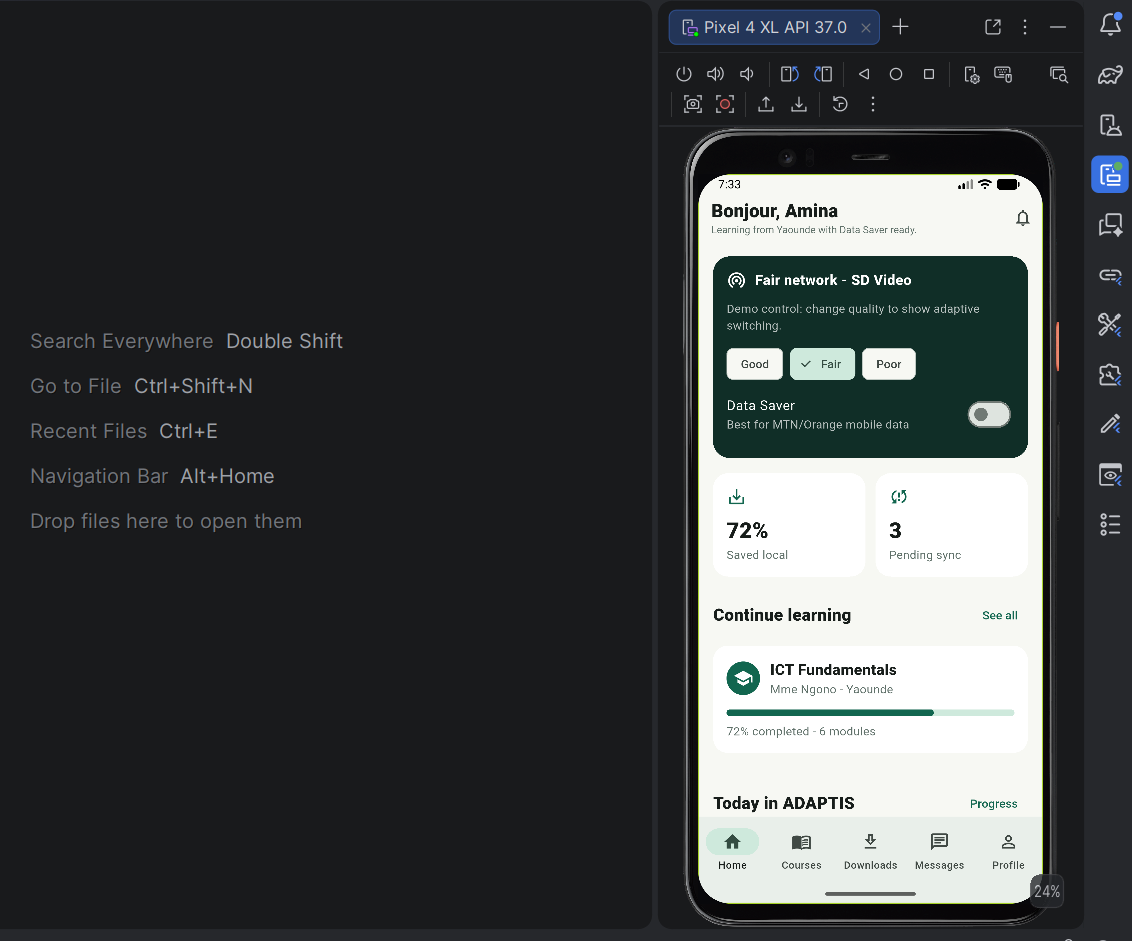 Pixel 4 XL API 37.0
Search Everywhere Double Shift
Go to File Ctrl+Shift+N
Recent Files Ctrl+E
Navigation Bar Alt+Home
Drop files here to open them
7:33
Bonjour, Amina
Learning from Yaounde with Data Saver ready.
Fair network - SD Video
Demo control: change quality to show adaptive
switching.
Good Fair Poor
Data Saver
Best for MTN/Orange mobile data
72%
Saved local
3
Pending sync
Continue learning See all
ICT Fundamentals
Mme Ngono - Yaounde
72% completed - 6 modules
Today in ADAPTIS Progress
Home Courses Downloads Messages Profile
24%